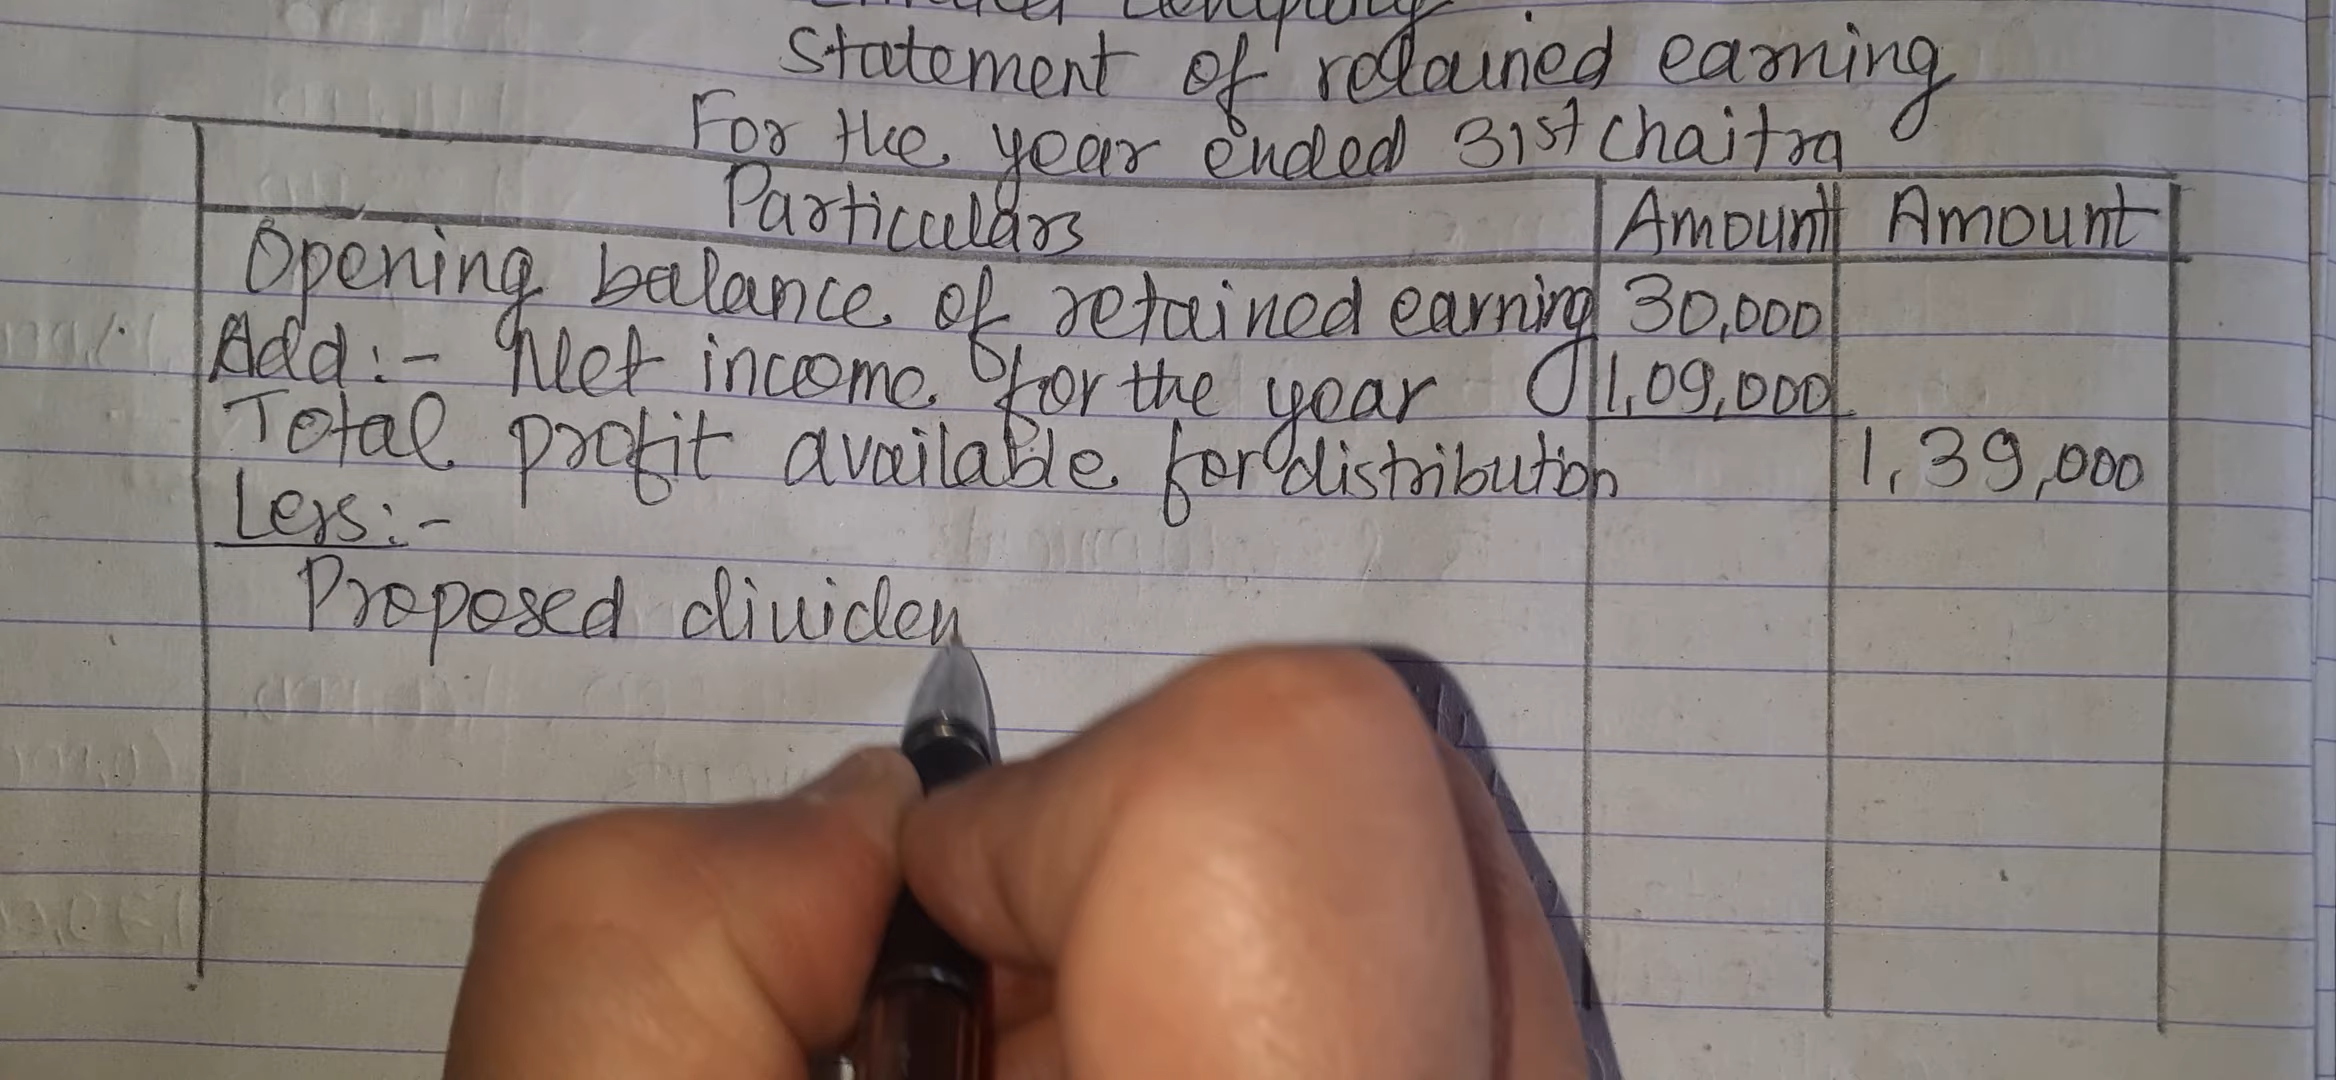 Statement of retained earning
For the year ended 31st Chaitra
Particulars Amount Amount
Opening balance of retained earning 30,000
Add:- Net income for the year 1,09,000
Total profit available for distribution 1,39,000
Less:-
Proposed dividen